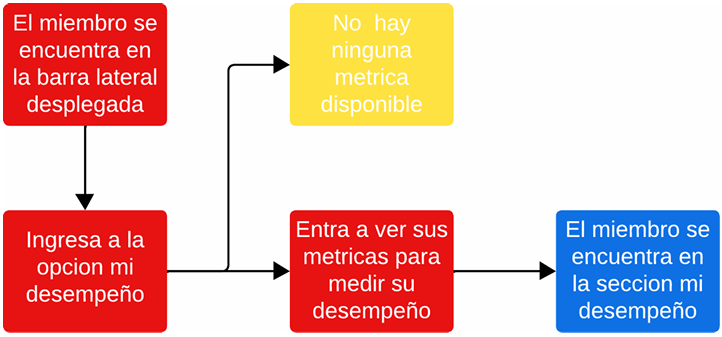 El miembro se
encuentra en
la barra lateral
desplegada
No hay
ninguna
metrica
disponible
Ingresa a la
opcion mi
desempeño
Entra a ver sus
metricas para
medir su
desempeño
El miembro se
encuentra en
la seccion mi
desempeño